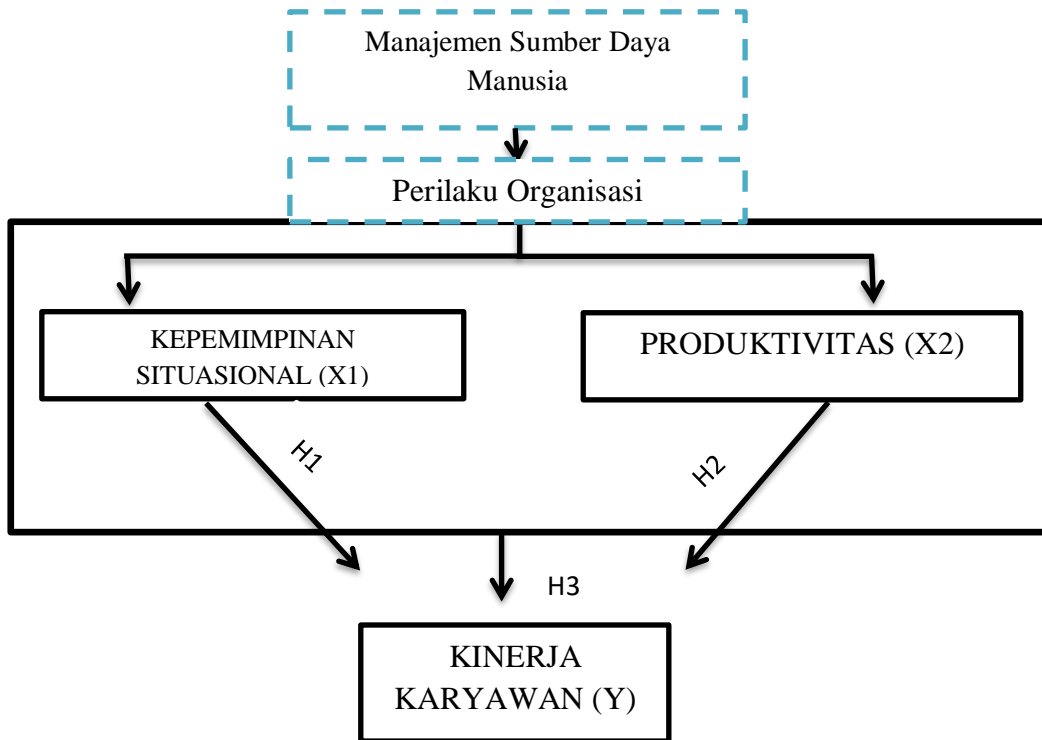 Manajemen Sumber Daya
Manusia
Perilaku Organisasi
KEPEMIMPINAN
SITUASIONAL (X1)
PRODUKTIVITAS (X2)
H1
H2
H3
KINERJA
KARYAWAN (Y)